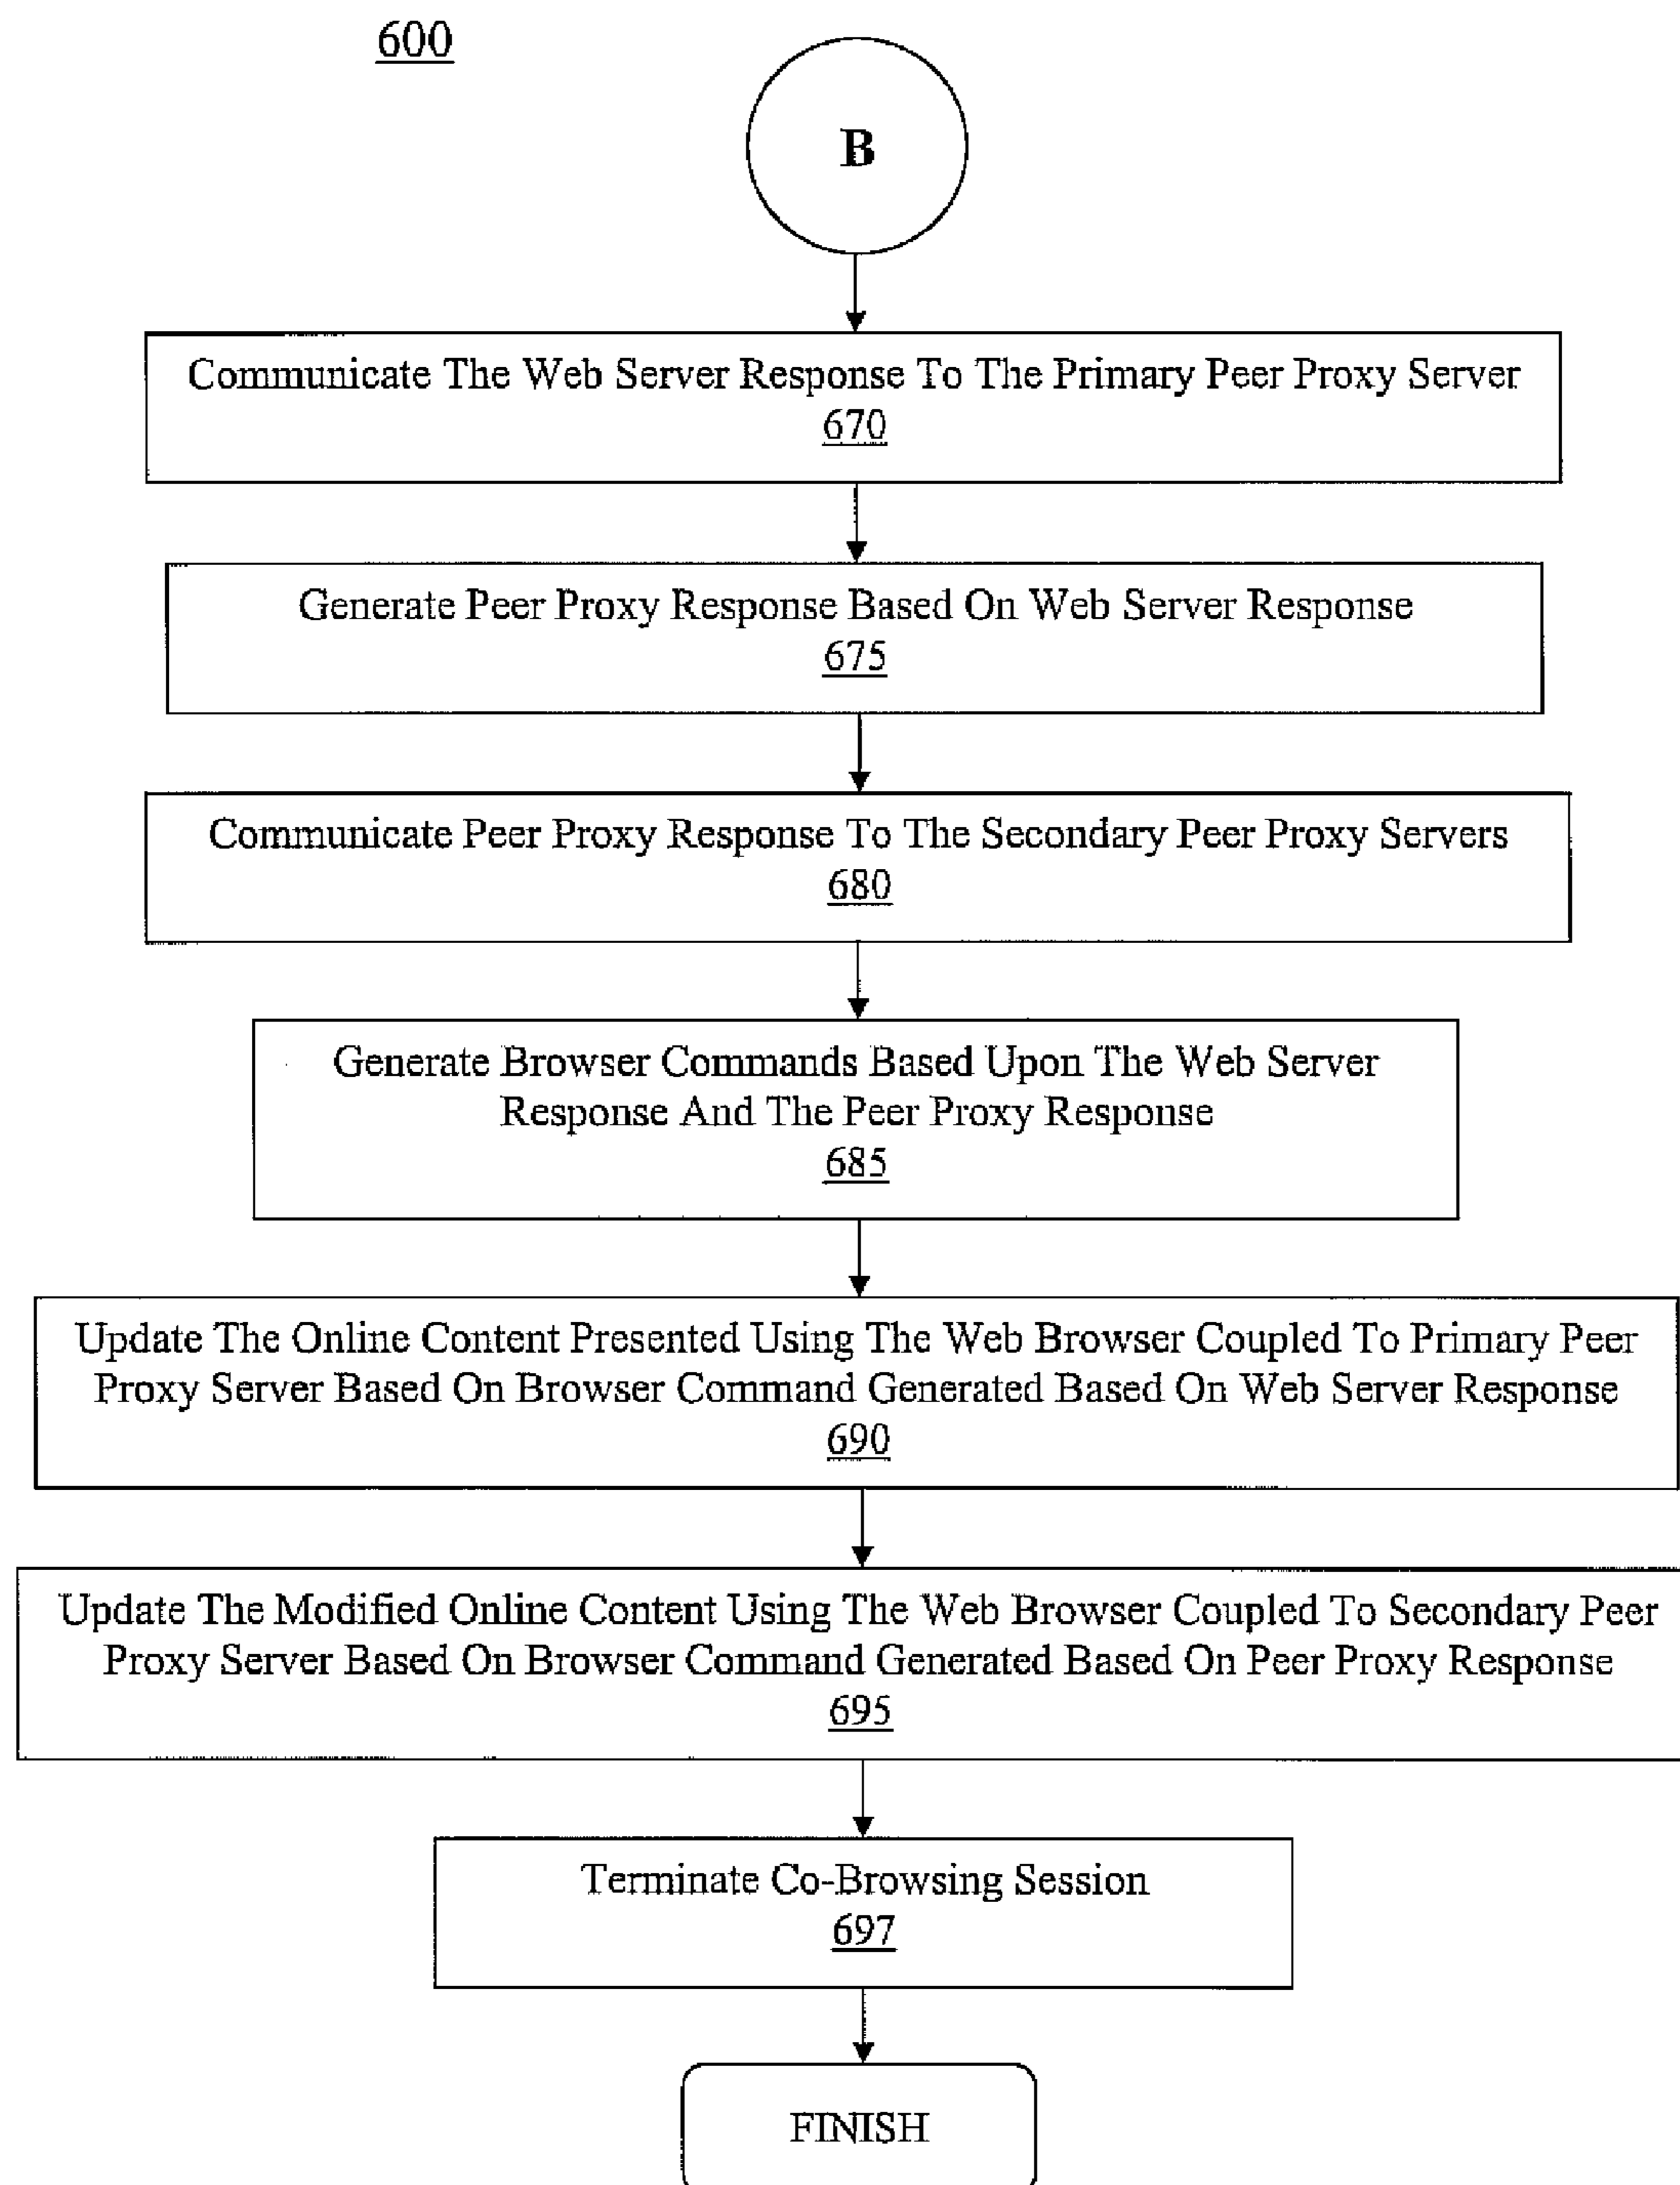 600
B
Communicate The Web Server Response To The Primary Peer Proxy Server
670
Generate Peer Proxy Response Based On Web Server Response
675
Communicate Peer Proxy Response To The Secondary Peer Proxy Servers
680
Generate Browser Commands Based Upon The Web Server
Response And The Peer Proxy Response
685
Update The Online Content Presented Using The Web Browser Coupled To Primary Peer
Proxy Server Based On Browser Command Generated Based On Web Server Response
690
Update The Modified Online Content Using The Web Browser Coupled To Secondary Peer
Proxy Server Based On Browser Command Generated Based On Peer Proxy Response
695
Terminate Co-Browsing Session
697
FINISH